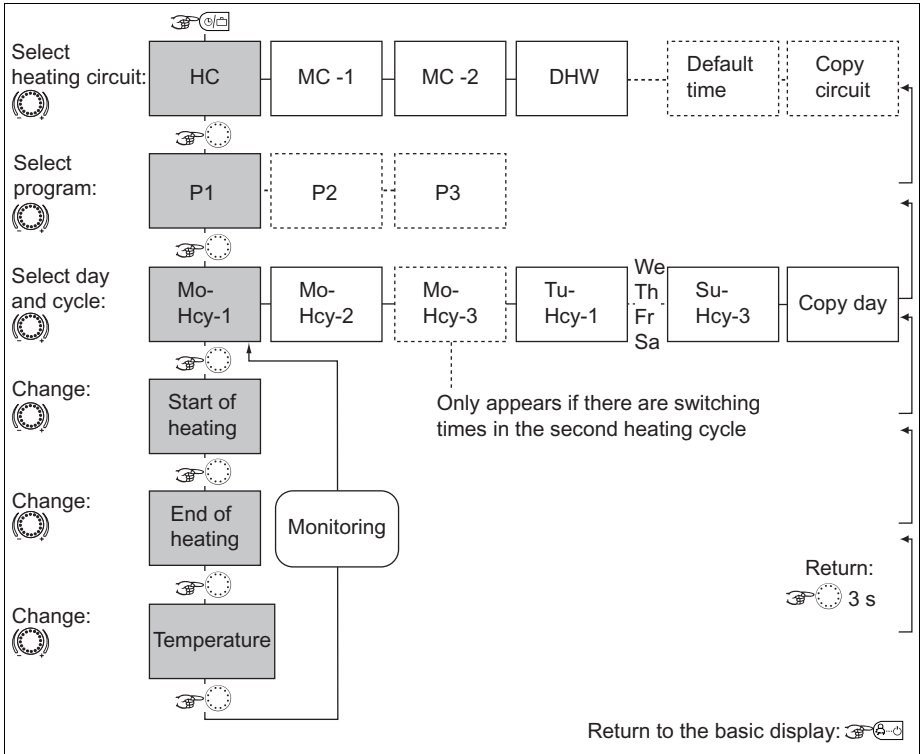 Select
heating circuit:
HC
MC -1
MC -2
DHW
Default
time
Copy
circuit
Select
program:
P1
P2
P3
Select day
and cycle:
Mo-
Hcy-1
Mo-
Hcy-2
Mo-
Hcy-3
Tu-
Hcy-1
We
Th
Fr
Sa
Su-
Hcy-3
Copy day
Change:
Start of
heating
Only appears if there are switching
times in the second heating cycle
Change:
End of
heating
Monitoring
Return:
3 s
Change:
Temperature
Return to the basic display: